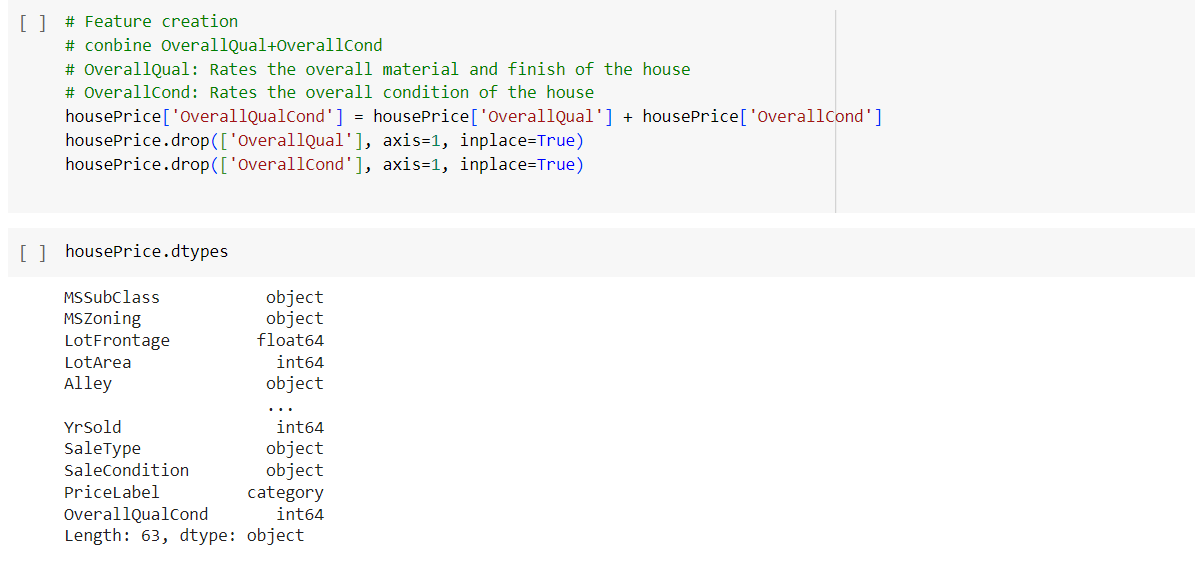 [ ] # Feature creation
# conbine OverallQual+OverallCond
# OverallQual: Rates the overall material and finish of the house
# OverallCond: Rates the overall condition of the house
housePrice['OverallQualCond'] = housePrice['OverallQual'] + housePrice['OverallCond']
housePrice.drop(['OverallQual'], axis=1, inplace=True)
housePrice.drop(['OverallCond'], axis=1, inplace=True)
[ ] housePrice.dtypes
MSSubClass object
MSZoning object
LotFrontage float64
LotArea int64
Alley object
...
YrSold int64
SaleType object
SaleCondition object
PriceLabel category
OverallQualCond int64
Length: 63, dtype: object